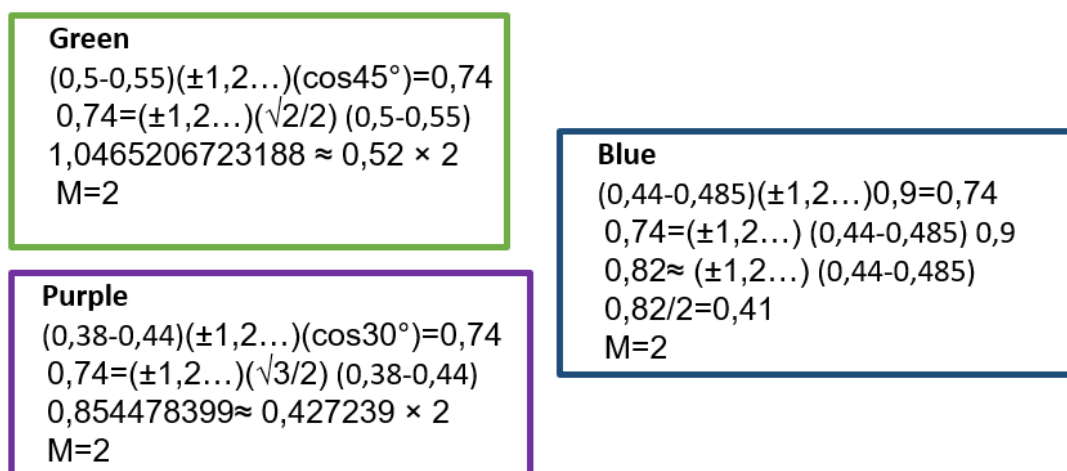 Green
(0,5-0,55)(±1,2…)(cos45°)=0,74
0,74=(±1,2…)(√2/2) (0,5-0,55)
1,0465206723188 ≈ 0,52 × 2
M=2
Purple
(0,38-0,44)(±1,2…)(cos30°)=0,74
0,74=(±1,2…)(√3/2) (0,38-0,44)
0,854478399≈ 0,427239 × 2
M=2
Blue
(0,44-0,485)(±1,2…)0,9=0,74
0,74=(±1,2…) (0,44-0,485) 0,9
0,82≈ (±1,2…) (0,44-0,485)
0,82/2=0,41
M=2